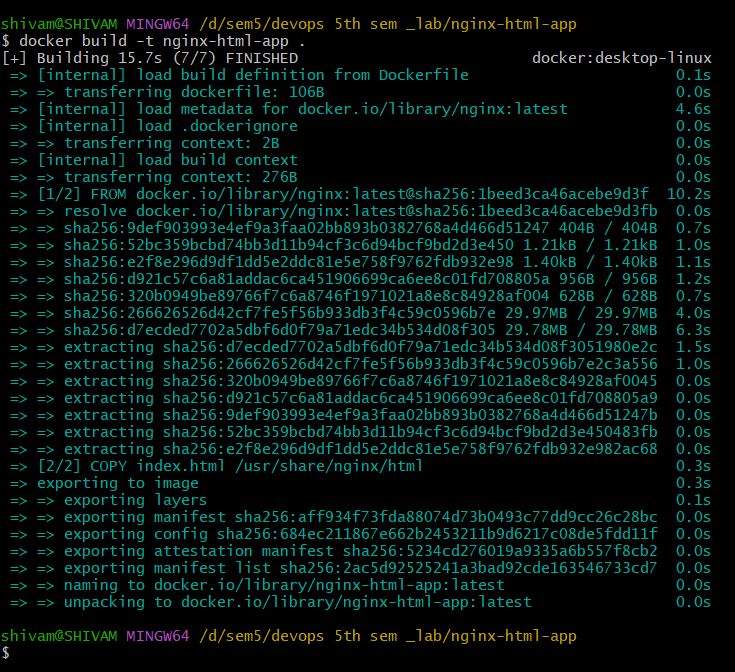 shivam@SHIVAM MINGW64 /d/sem5/devops 5th sem _lab/nginx-html-app
$ docker build -t nginx-html-app .
[+] Building 15.7s (7/7) FINISHED docker:desktop-linux
=> [internal] load build definition from Dockerfile 0.1s
=> => transferring dockerfile: 106B 0.0s
=> [internal] load metadata for docker.io/library/nginx:latest 4.6s
=> [internal] load .dockerignore 0.0s
=> => transferring context: 2B 0.0s
=> [internal] load build context 0.0s
=> => transferring context: 276B 0.0s
=> [1/2] FROM docker.io/library/nginx:latest@sha256:1beed3ca46acebe9d3f 10.2s
=> => resolve docker.io/library/nginx:latest@sha256:1beed3ca46acebe9d3fb 0.0s
=> => sha256:9def903993e4ef9a3faa02bb893b0382768a4d466d51247 404B / 404B 0.7s
=> => sha256:52bc359bcbd74bb3d11b94cf3c6d94bcf9bd2d3e450 1.21kB / 1.21kB 1.0s
=> => sha256:e2f8e296d9df1dd5e2ddc81e5e758f9762fdb932e98 1.40kB / 1.40kB 1.1s
=> => sha256:d921c57c6a81addac6ca451906699ca6ee8c01fd708805a 956B / 956B 1.2s
=> => sha256:320b0949be89766f7c6a8746f1971021a8e8c84928af004 628B / 628B 0.7s
=> => sha256:266626526d42cf7fe5f56b933db3f4c59c0596b7e 29.97MB / 29.97MB 4.0s
=> => sha256:d7ecded7702a5dbf6d0f79a71edc34b534d08f305 29.78MB / 29.78MB 6.3s
=> => extracting sha256:d7ecded7702a5dbf6d0f79a71edc34b534d08f3051980e2c 1.5s
=> => extracting sha256:266626526d42cf7fe5f56b933db3f4c59c0596b7e2c3a556 1.0s
=> => extracting sha256:320b0949be89766f7c6a8746f1971021a8e8c84928af0045 0.0s
=> => extracting sha256:d921c57c6a81addac6ca451906699ca6ee8c01fd708805a9 0.0s
=> => extracting sha256:9def903993e4ef9a3faa02bb893b0382768a4d466d51247b 0.0s
=> => extracting sha256:52bc359bcbd74bb3d11b94cf3c6d94bcf9bd2d3e450483fb 0.0s
=> => extracting sha256:e2f8e296d9df1dd5e2ddc81e5e758f9762fdb932e982ac68 0.0s
=> [2/2] COPY index.html /usr/share/nginx/html 0.3s
=> exporting to image 0.3s
=> => exporting layers 0.1s
=> => exporting manifest sha256:aff934f73fda88074d73b0493c77dd9cc26c28bc 0.0s
=> => exporting config sha256:684ec211867e662b2453211b9d6217c08de5fdd11f 0.0s
=> => exporting attestation manifest sha256:5234cd276019a9335a6b557f8cb2 0.0s
=> => exporting manifest list sha256:2ac5d92525241a3bad92cde163546733cd7 0.0s
=> => naming to docker.io/library/nginx-html-app:latest 0.0s
=> => unpacking to docker.io/library/nginx-html-app:latest 0.0s
shivam@SHIVAM MINGW64 /d/sem5/devops 5th sem _lab/nginx-html-app
$